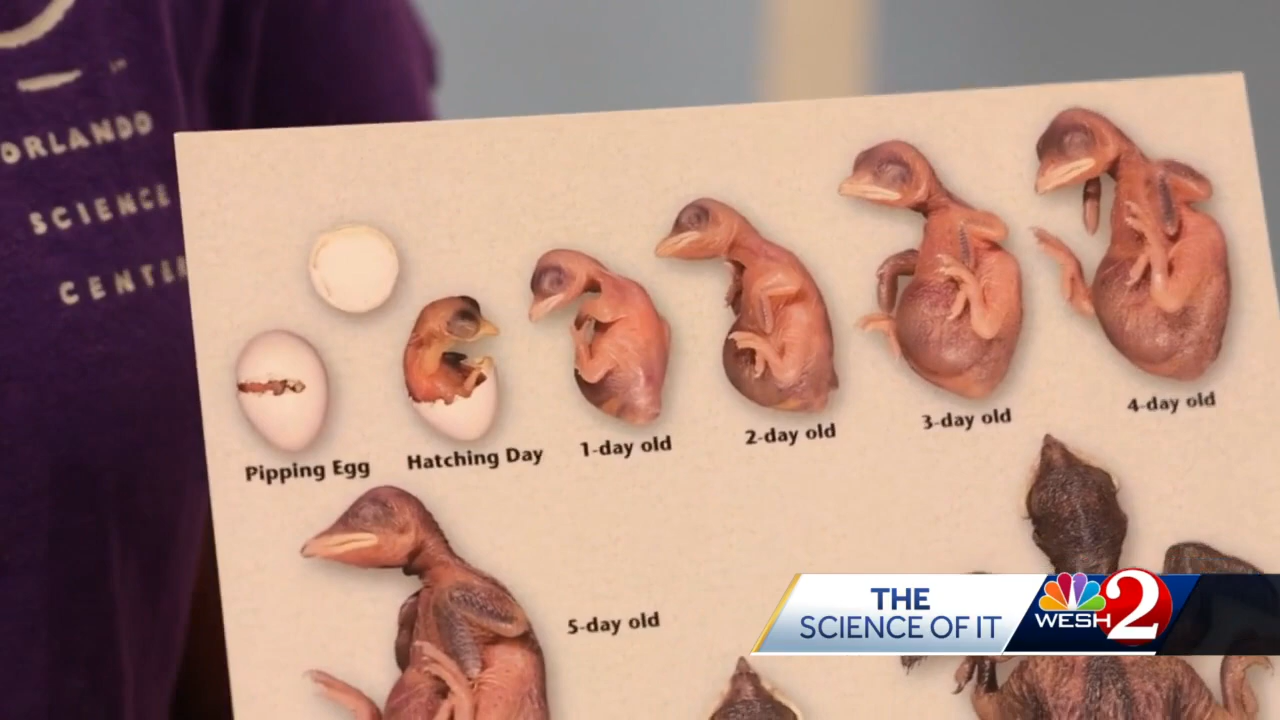 ORLANDO
SCIENCE
Pipping Egg
Hatching Day
1-day old
2-day old
3-day old
4-day old
5-day old
THE
SCIENCE OF IT
WESH 2